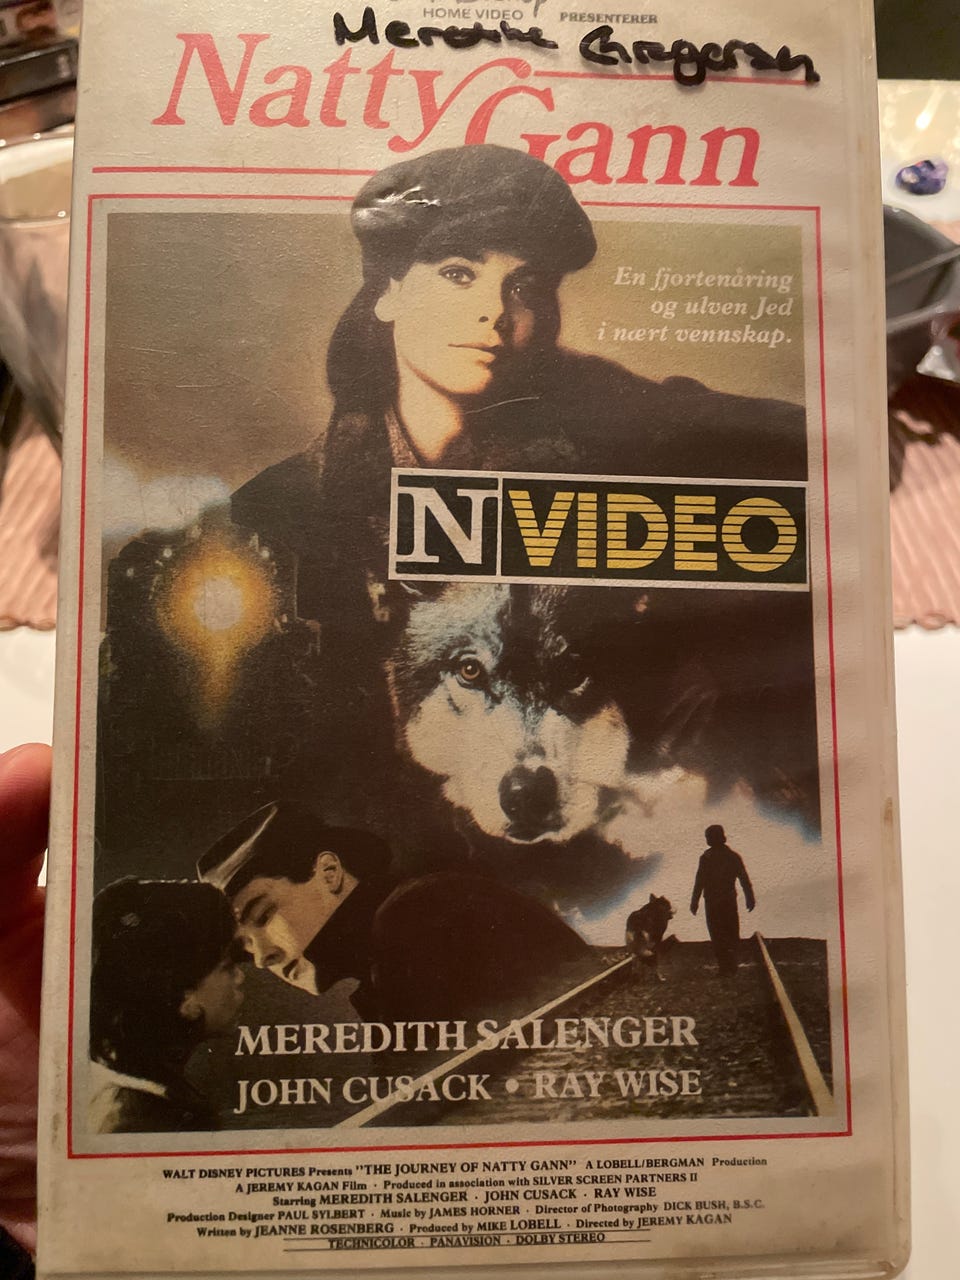 HOME VIDEO PRESENTERER
Natty Gann
En fjortenåring
og ulven Jed
i nært vennskap.
N VIDEO
MEREDITH SALENGER
JOHN CUSACK • RAY WISE
WALT DISNEY PICTURES Presents "THE JOURNEY OF NATTY GANN" A LOBELL/BERGMAN Production
A JEREMY KAGAN Film · Produced in association with SILVER SCREEN PARTNERS II
Starring MEREDITH SALENGER · JOHN CUSACK · RAY WISE
Production Designer PAUL SYLBERT · Music by JAMES HORNER · Director of Photography DICK BUSH, B.S.C.
Written by JEANNE ROSENBERG · Produced by MIKE LOBELL · Directed by JEREMY KAGAN
TECHNICOLOR · PANAVISION · DOLBY STEREO